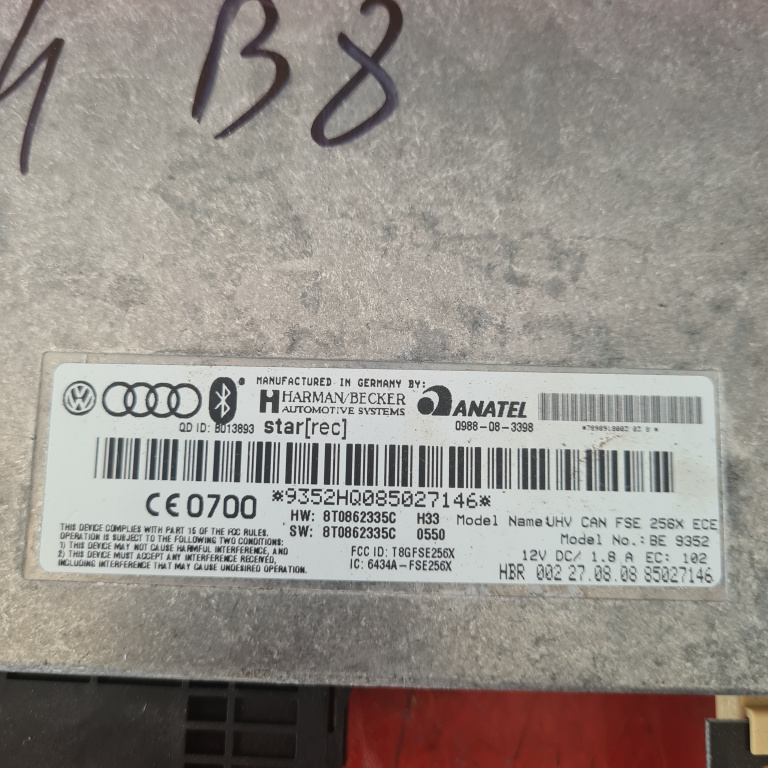 4 B8
MANUFACTURED IN GERMANY BY:
HARMAN/BECKER
AUTOMOTIVE SYSTEMS
ANATEL
QD ID: B013893 star[rec]
0988-08-3398
*9352HQ085027146*
CE 0700
HW: 8T0862335C H33
SW: 8T0862335C 0550
Model Name: UHV CAN FSE 256X ECE
Model No.: BE 9352
12V DC/ 1.8 A EC: 102
HBR 002 27.08.08 85027146
THIS DEVICE COMPLIES WITH PART 15 OF THE FCC RULES.
OPERATION IS SUBJECT TO THE FOLLOWING TWO CONDITIONS:
1) THIS DEVICE MAY NOT CAUSE HARMFUL INTERFERENCE, AND
2) THIS DEVICE MUST ACCEPT ANY INTERFERENCE RECEIVED,
INCLUDING INTERFERENCE THAT MAY CAUSE UNDESIRED OPERATION.
FCC ID: T8GFSE256X
IC: 6434A-FSE256X